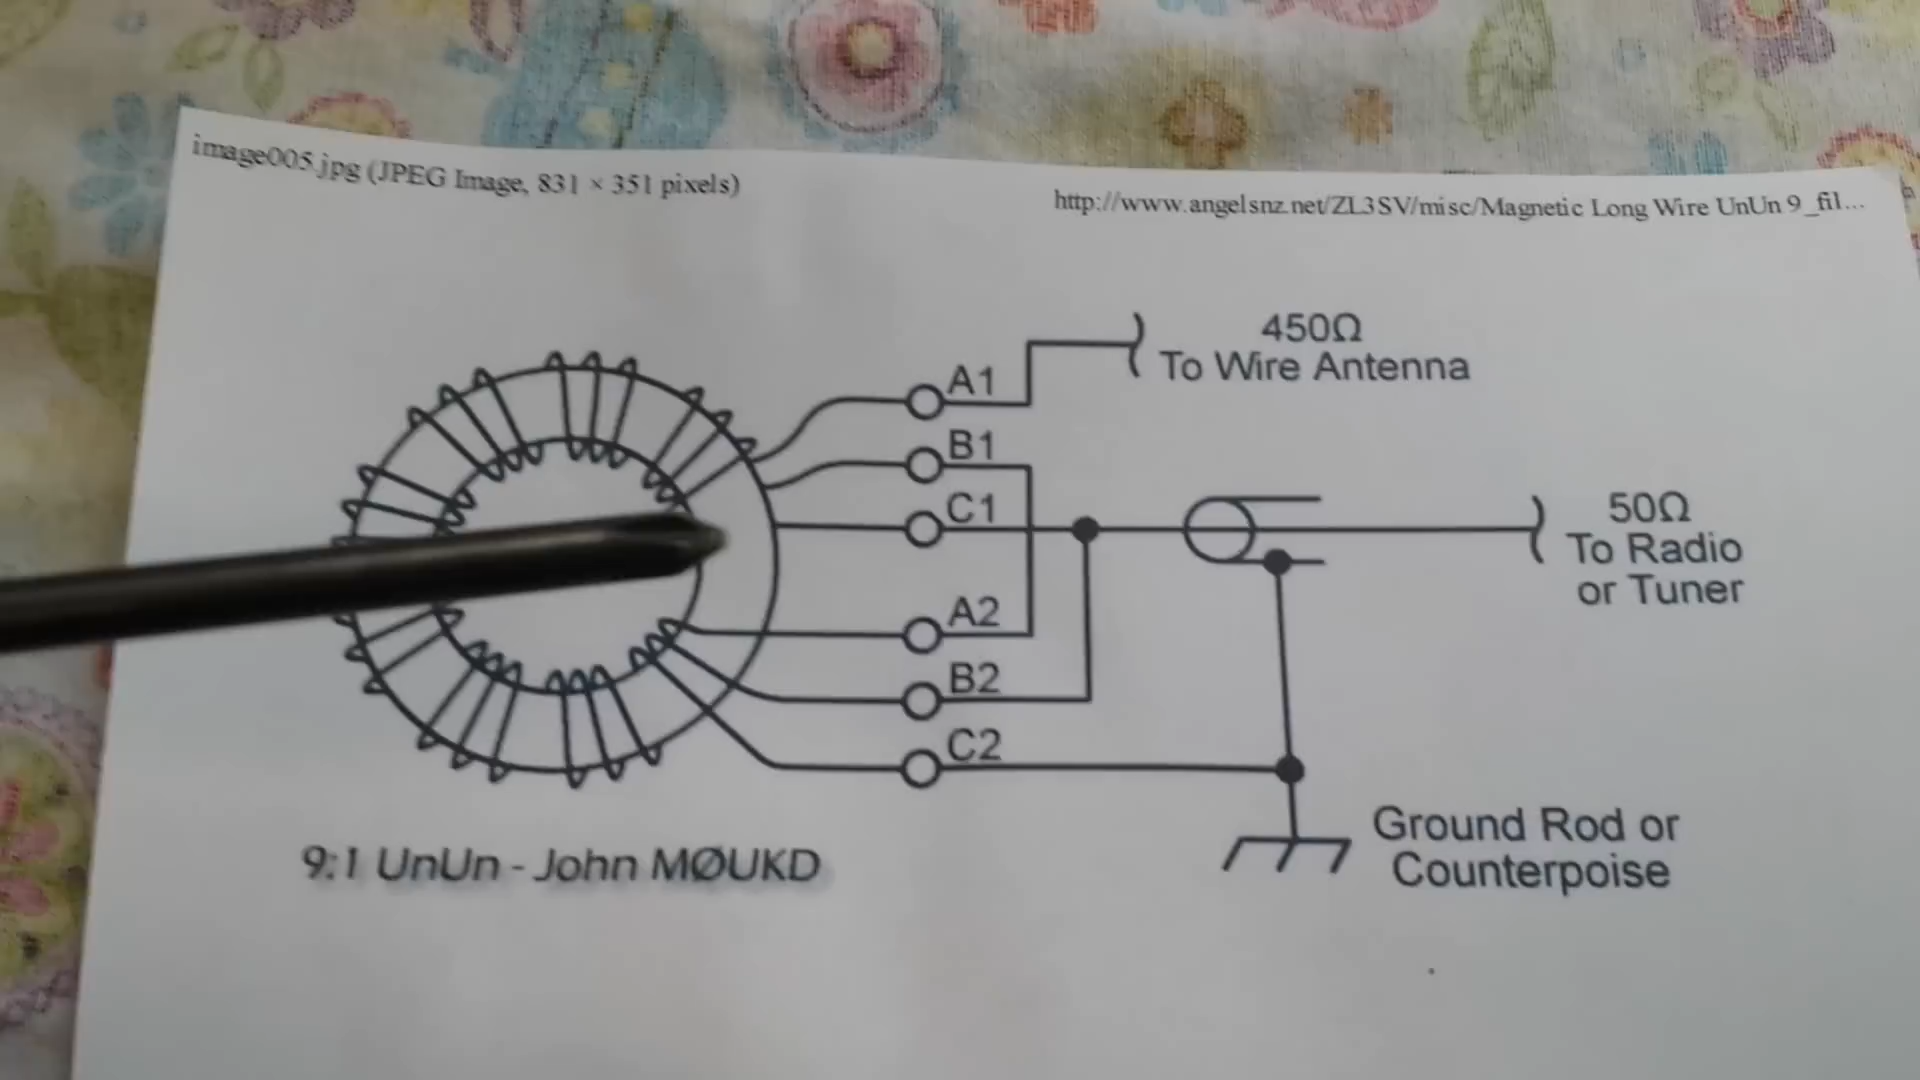 image005.jpg (JPEG Image, 831 × 351 pixels)
http://www.angelsnz.net/ZL3SV/misc/Magnetic Long Wire UnUn 9_fil...
450Ω
To Wire Antenna
A1
B1
C1
50Ω
To Radio
or Tuner
A2
B2
C2
Ground Rod or
Counterpoise
9:1 UnUn - John MØUKD